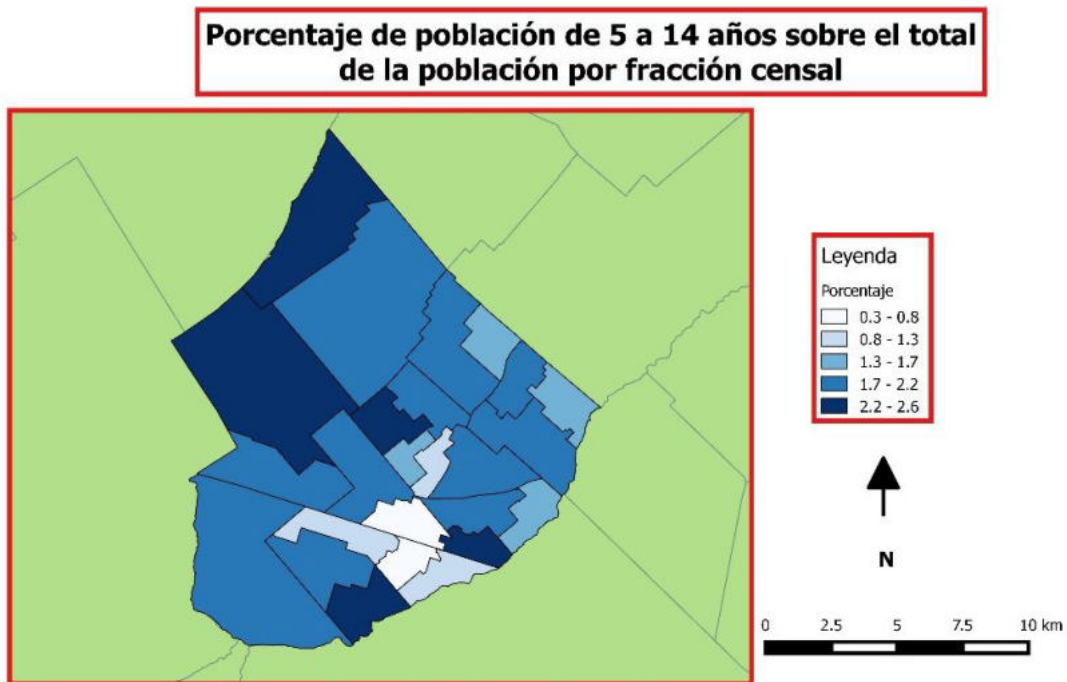 Porcentaje de población de 5 a 14 años sobre el total
de la población por fracción censal
Leyenda
Porcentaje
0.3 - 0.8
0.8 - 1.3
1.3 - 1.7
1.7 - 2.2
2.2 - 2.6
N
0 2.5 5 7.5 10 km